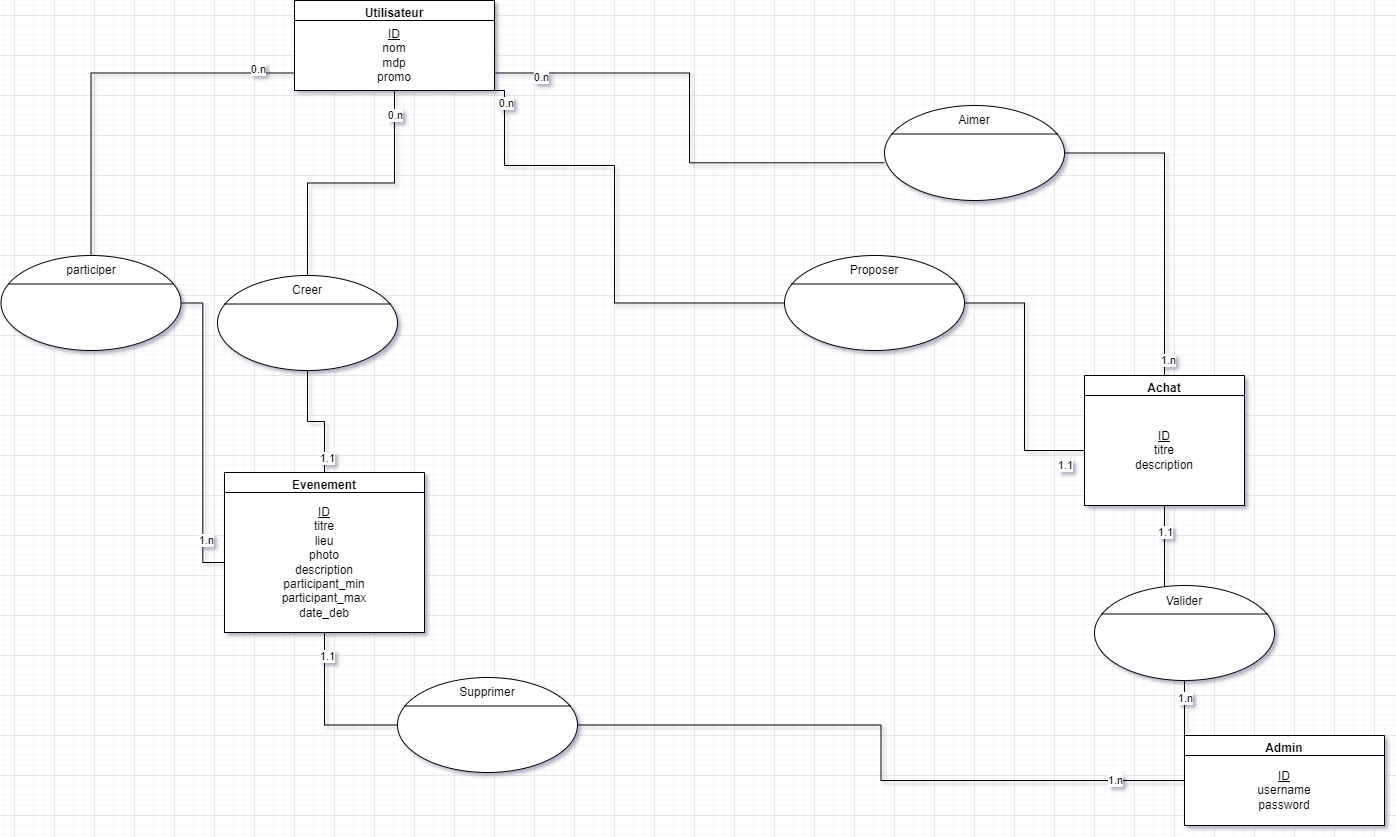 Utilisateur
ID
nom
mdp
promo
0.n
0.n
0.n
0.n
Aimer
participer
Creer
Proposer
1.n
Achat
ID
titre
description
1.1
1.1
Evenement
ID
titre
lieu
photo
description
participant_min
participant_max
date_deb
1.n
1.1
Valider
1.1
Supprimer
1.n
Admin
ID
username
password
1.n